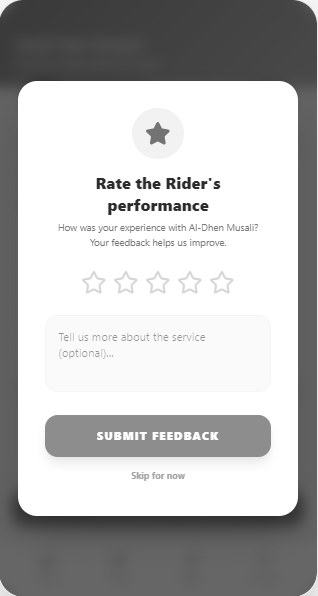 Rate the Rider's
performance
How was your experience with Al-Dhen Musali?
Your feedback helps us improve.
Tell us more about the service
(optional)...
SUBMIT FEEDBACK
Skip for now